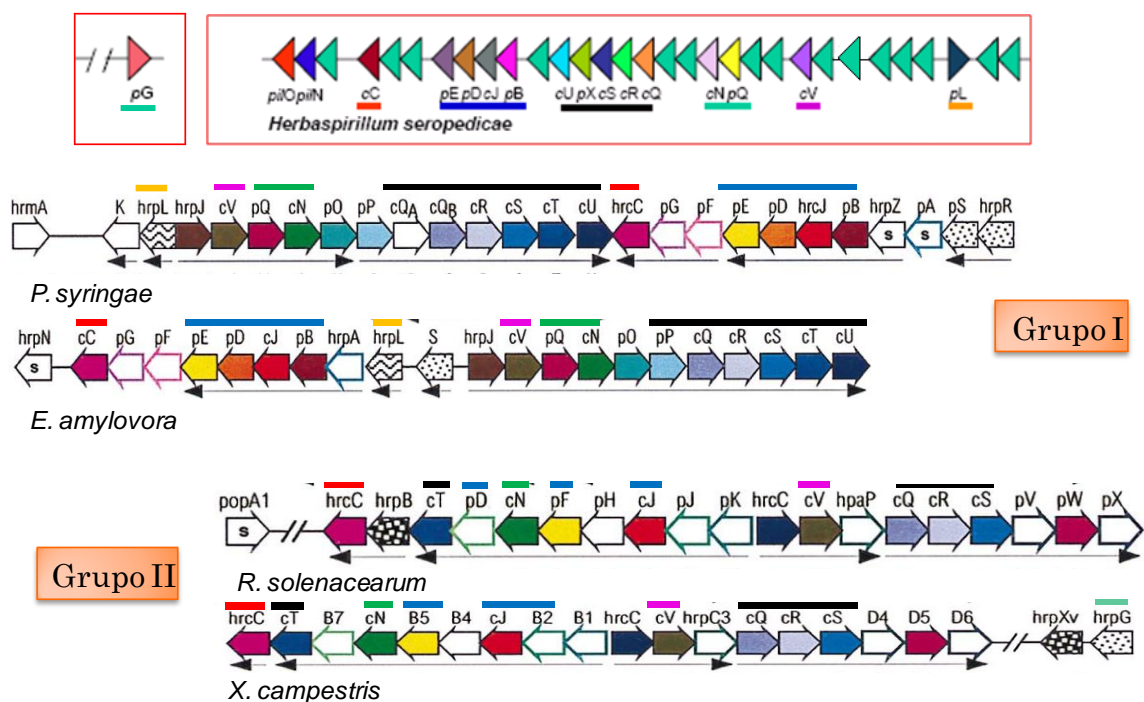 pG
pilO pilN cC pE pD cJ pB cU pX cS cR cQ cN pQ cV pL
Herbaspirillum seropedicae
hrmA K hrpL hrpJ cV pQ cN pO pP cQA cQB cR cS cT cU hrcC pG pF pE pD hrcJ pB hrpZ pA pS hrpR
s s
P. syringae
Grupo I
hrpN cC pG pF pE pD cJ pB hrpA hrpL S hrpJ cV pQ cN pO pP cQ cR cS cT cU
s
E. amylovora
popA1 hrcC hrpB cT pD cN pF pH cJ pJ pK hrcC cV hpaP cQ cR cS pV pW pX
s
Grupo II
R. solenacearum
hrcC cT B7 cN B5 B4 cJ B2 B1 hrcC cV hrpC3 cQ cR cS D4 D5 D6 hrpXv hrpG
X. campestris